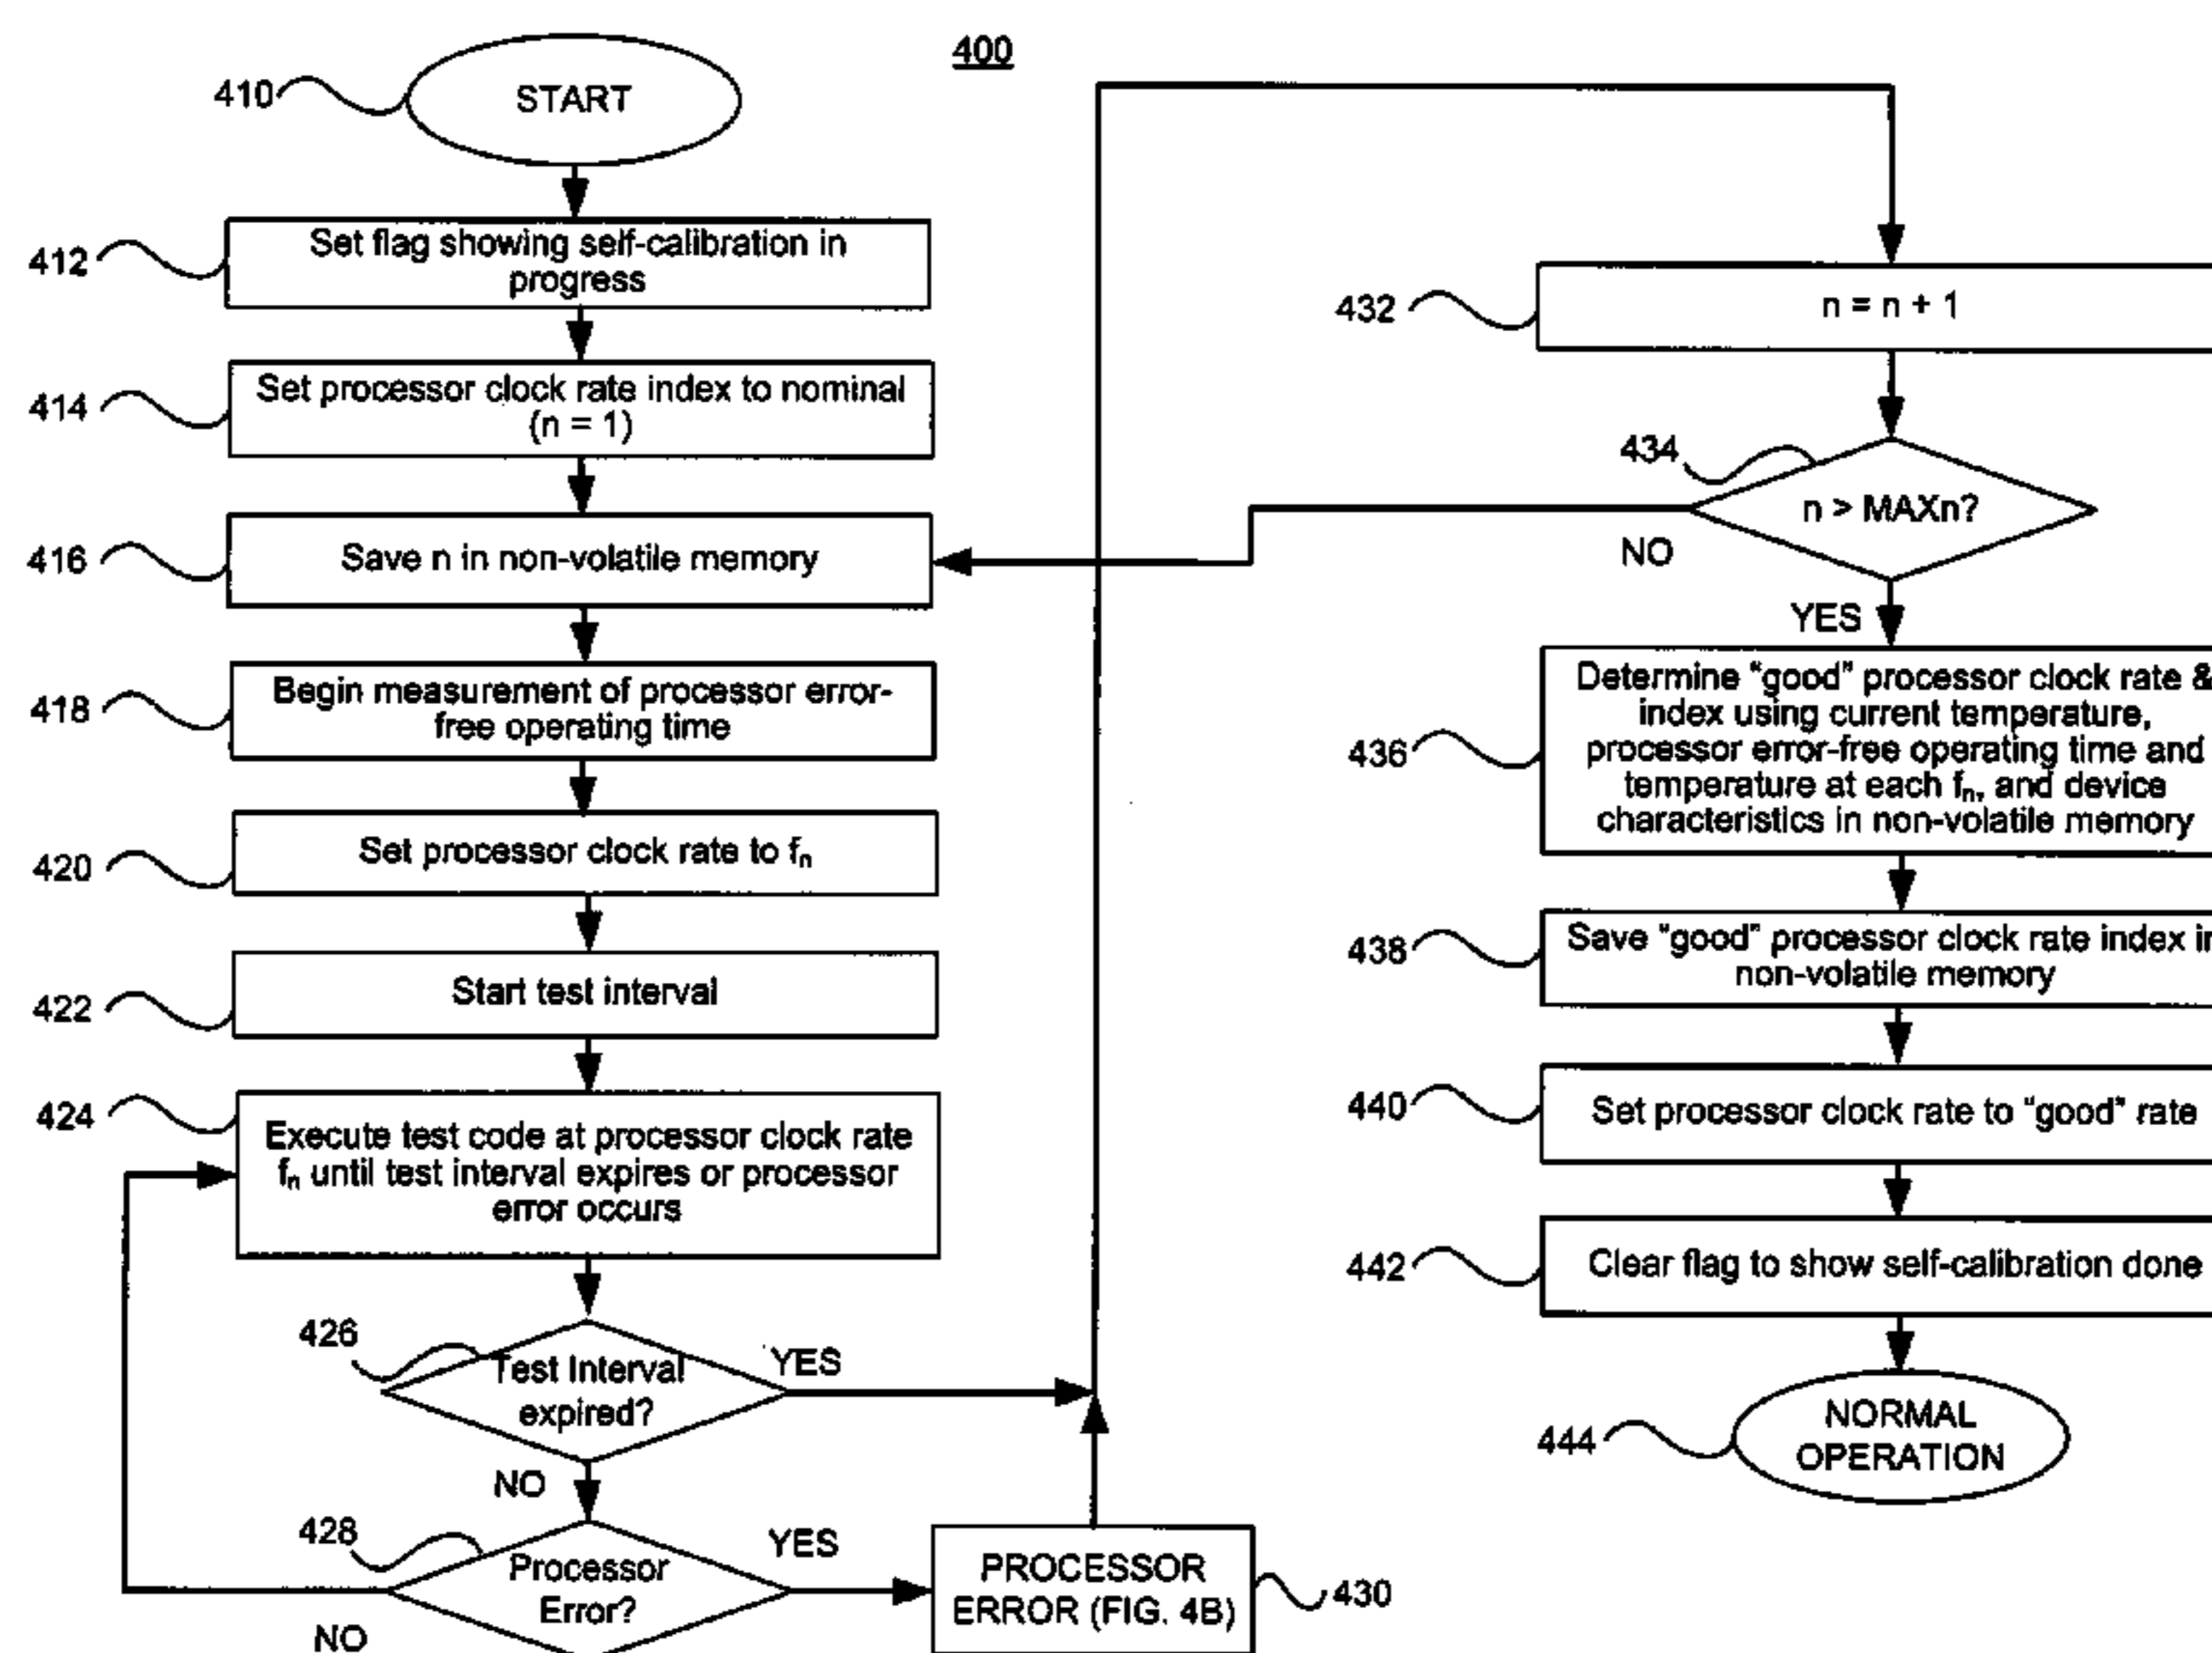 400
410
START
412
Set flag showing self-calibration in
progress
414
Set processor clock rate index to nominal
(n = 1)
416
Save n in non-volatile memory
418
Begin measurement of processor error-
free operating time
420
Set processor clock rate to fn
422
Start test interval
424
Execute test code at processor clock rate
fn until test interval expires or processor
error occurs
426
Test Interval
expired?
YES
NO
428
Processor
Error?
YES
NO
PROCESSOR
ERROR (FIG. 4B)
430
432
n = n + 1
434
n > MAXn?
NO
YES
436
Determine "good" processor clock rate &
index using current temperature,
processor error-free operating time and
temperature at each fn, and device
characteristics in non-volatile memory
438
Save "good" processor clock rate index in
non-volatile memory
440
Set processor clock rate to "good" rate
442
Clear flag to show self-calibration done
444
NORMAL
OPERATION